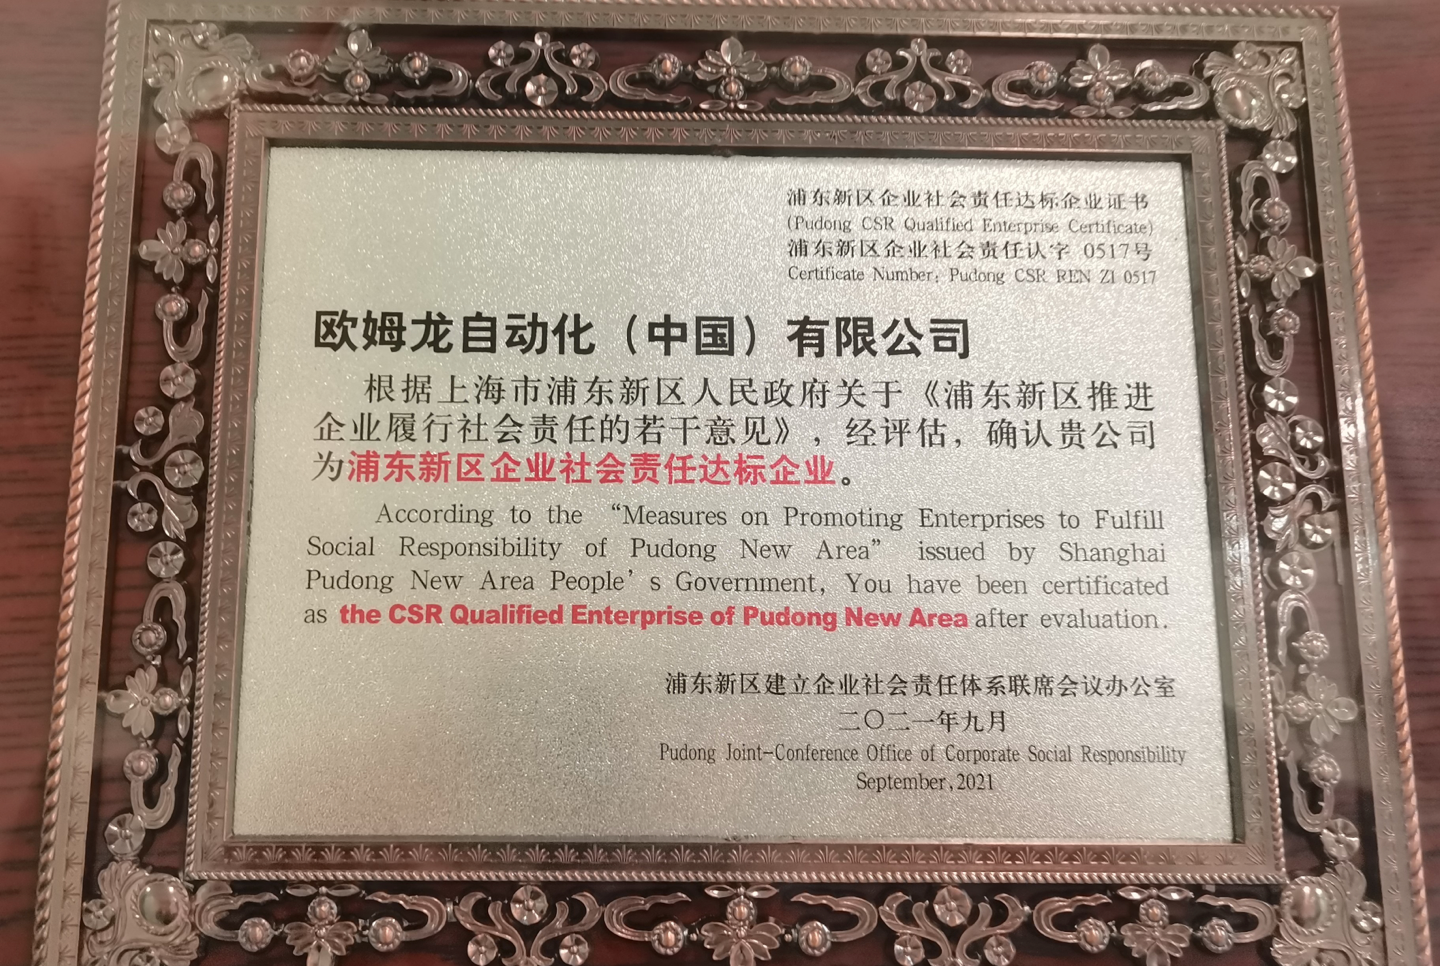 浦东新区企业社会责任达标企业证书
(Pudong CSR Qualified Enterprise Certificate)
浦东新区企业社会责任认字 0517号
Certificate Number: Pudong CSR REN ZI 0517
欧姆龙自动化（中国）有限公司
根据上海市浦东新区人民政府关于《浦东新区推进
企业履行社会责任的若干意见》，经评估，确认贵公司
为浦东新区企业社会责任达标企业。
According to the “Measures on Promoting Enterprises to Fulfill
Social Responsibility of Pudong New Area” issued by Shanghai
Pudong New Area People’s Government, You have been certificated
as the CSR Qualified Enterprise of Pudong New Area after evaluation.
浦东新区建立企业社会责任体系联席会议办公室
二〇二一年九月
Pudong Joint-Conference Office of Corporate Social Responsibility
September,2021